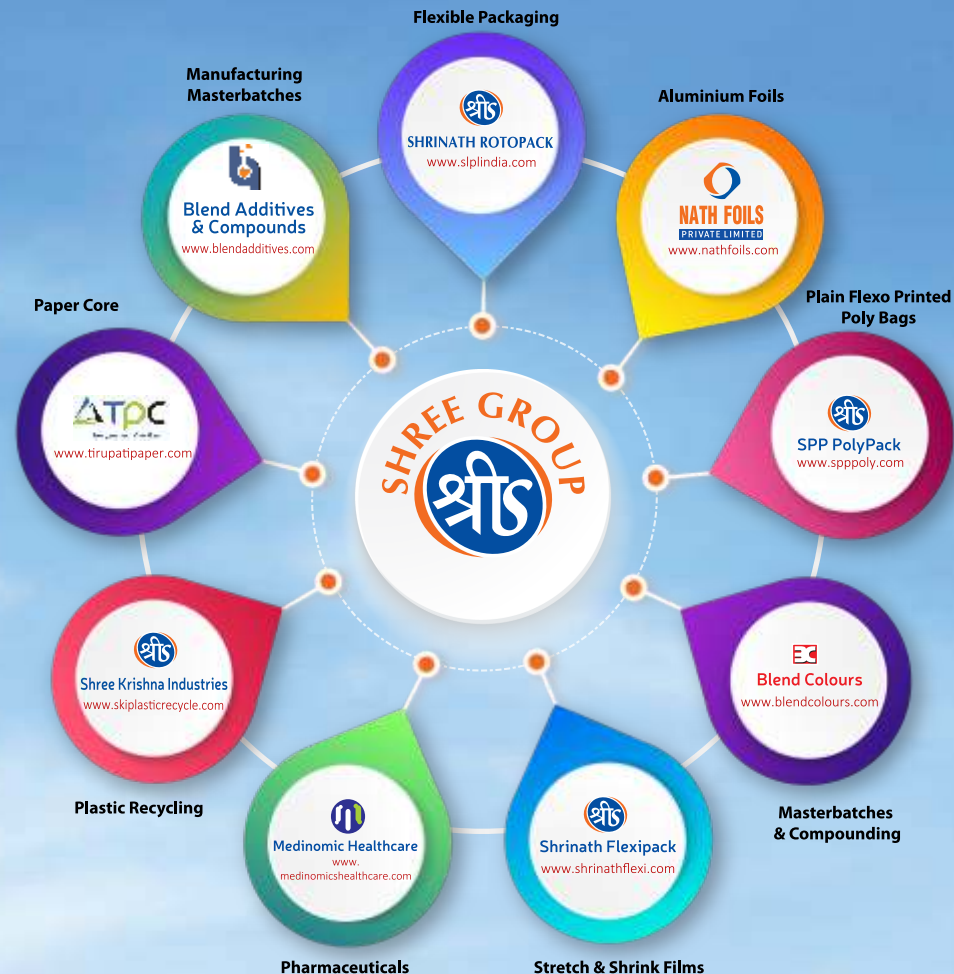 Flexible Packaging
श्रीs
SHRINATH ROTOPACK
www.slplindia.com
Aluminium Foils
NATH FOILS
PRIVATE LIMITED
www.nathfoils.com
Plain Flexo Printed
Poly Bags
श्रीs
SPP PolyPack
www.spppoly.com
Blend Colours
www.blendcolours.com
Masterbatches
& Compounding
श्रीs
Shrinath Flexipack
www.shrinathflexi.com
Stretch & Shrink Films
Medinomic Healthcare
www.
medinomicshealthcare.com
Pharmaceuticals
श्रीs
Shree Krishna Industries
www.skiplasticrecycle.com
Plastic Recycling
Paper Core
ATPC
www.tirupatipaper.com
Manufacturing
Masterbatches
Blend Additives
& Compounds
www.blendadditives.com
SHREE GROUP
श्रीs